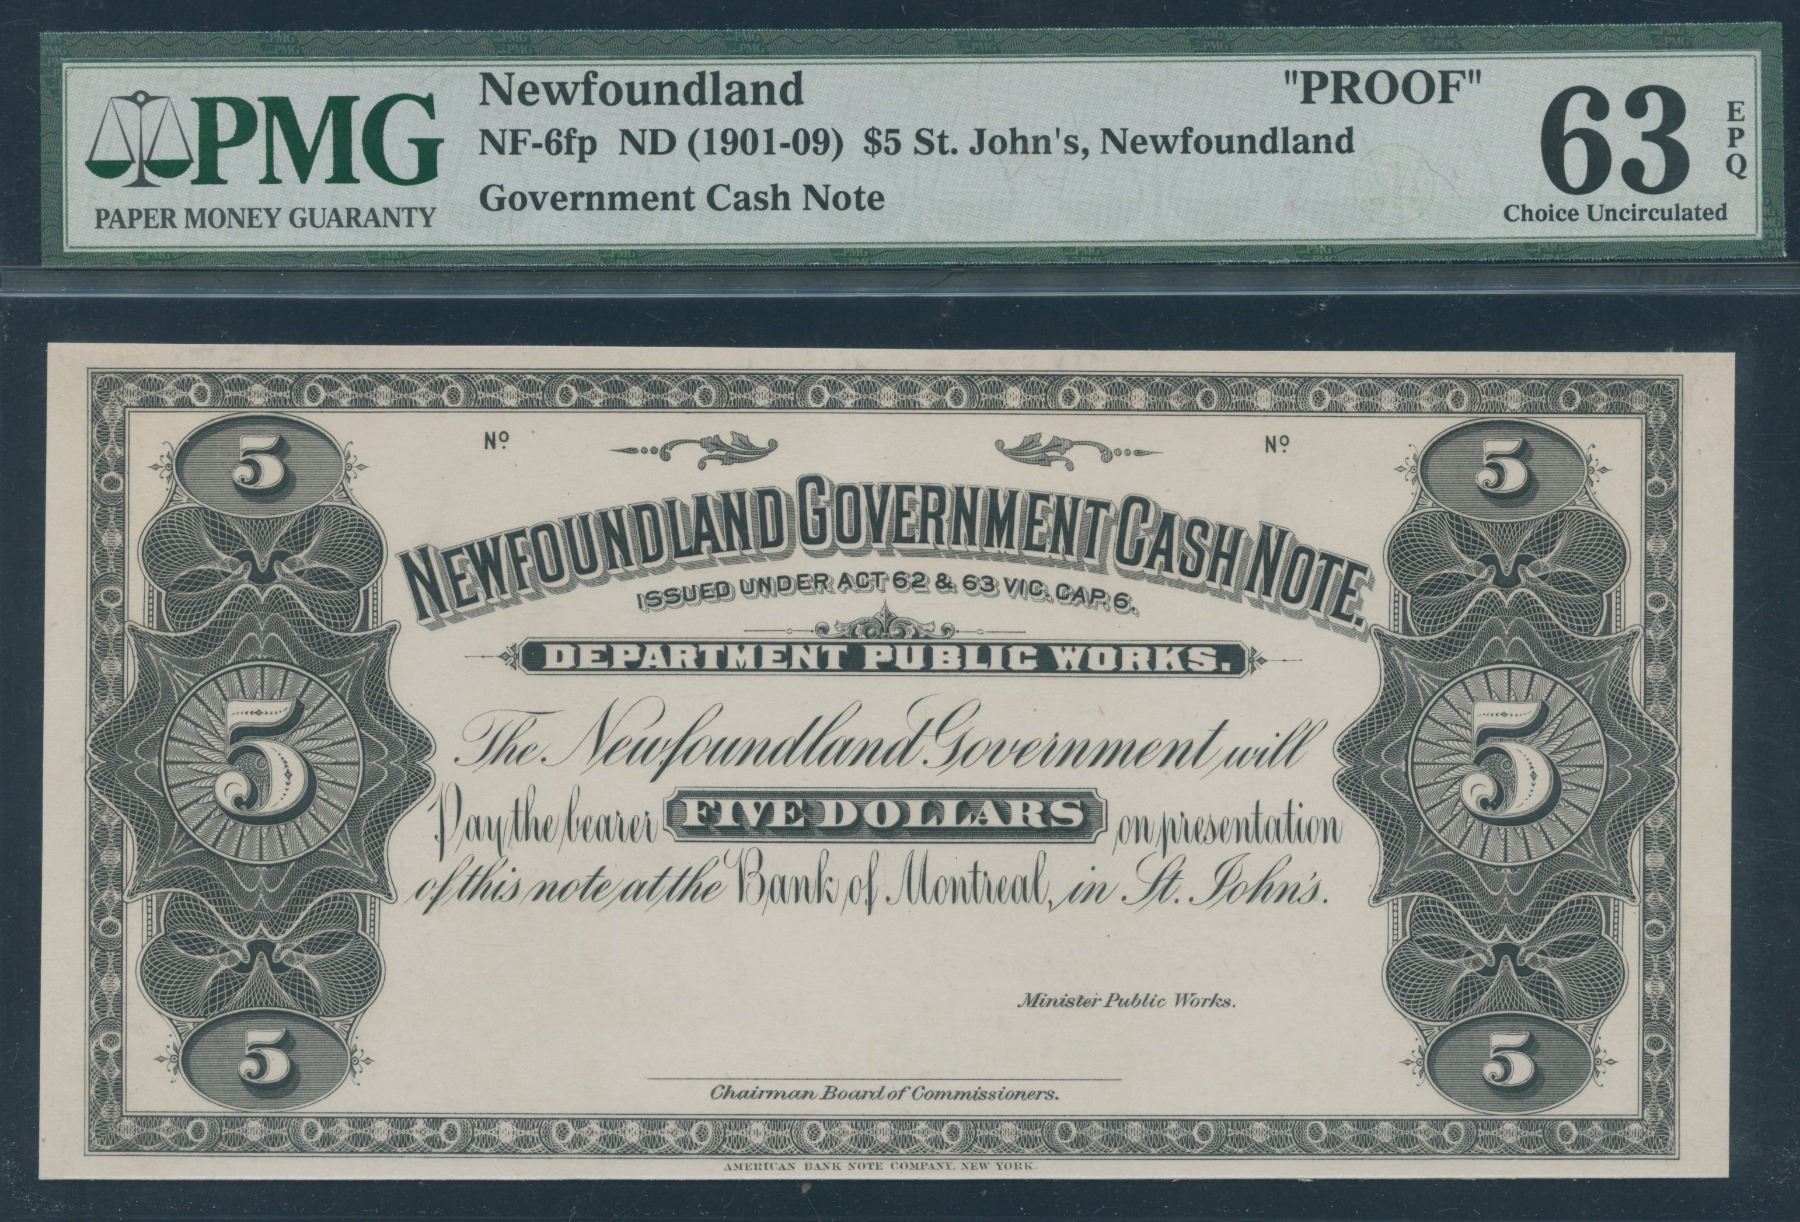 PMG
PAPER MONEY GUARANTY
Newfoundland "PROOF"
NF-6fp ND (1901-09) $5 St. John's, Newfoundland
Government Cash Note
63 EPQ
Choice Uncirculated
5 Nº Nº 5
NEWFOUNDLAND GOVERNMENT CASH NOTE.
ISSUED UNDER ACT 62 & 63 VIC. CAP. 6.
DEPARTMENT PUBLIC WORKS.
The Newfoundland Government will
Pay the bearer FIVE DOLLARS on presentation
of this note at the Bank of Montreal, in St. John's.
5 5
Minister Public Works.
5 5
Chairman Board of Commissioners.
AMERICAN BANK NOTE COMPANY, NEW YORK.